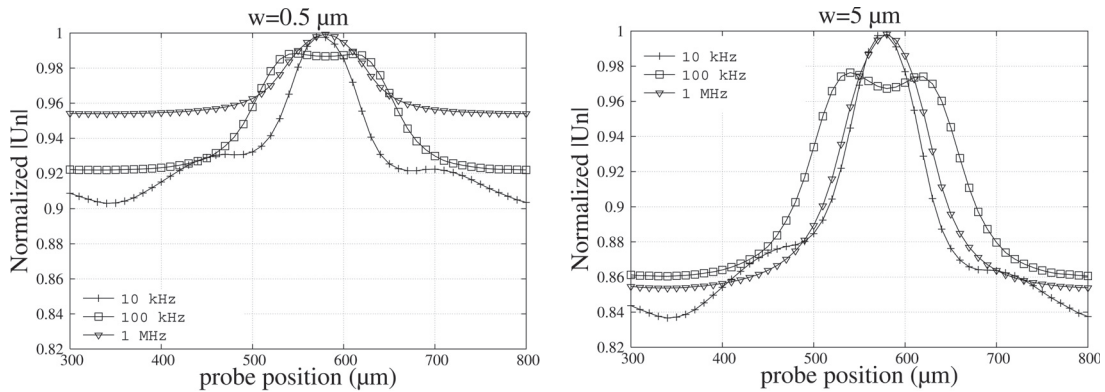 w=0.5 µm
Normalized |Un|
1
0.98
0.96
0.94
0.92
0.9
0.88
0.86
0.84
0.82
10 kHz
100 kHz
1 MHz
300 400 500 600 700 800
probe position (µm)
w=5 µm
Normalized |Un|
1
0.98
0.96
0.94
0.92
0.9
0.88
0.86
0.84
0.82
10 kHz
100 kHz
1 MHz
300 400 500 600 700 800
probe position (µm)